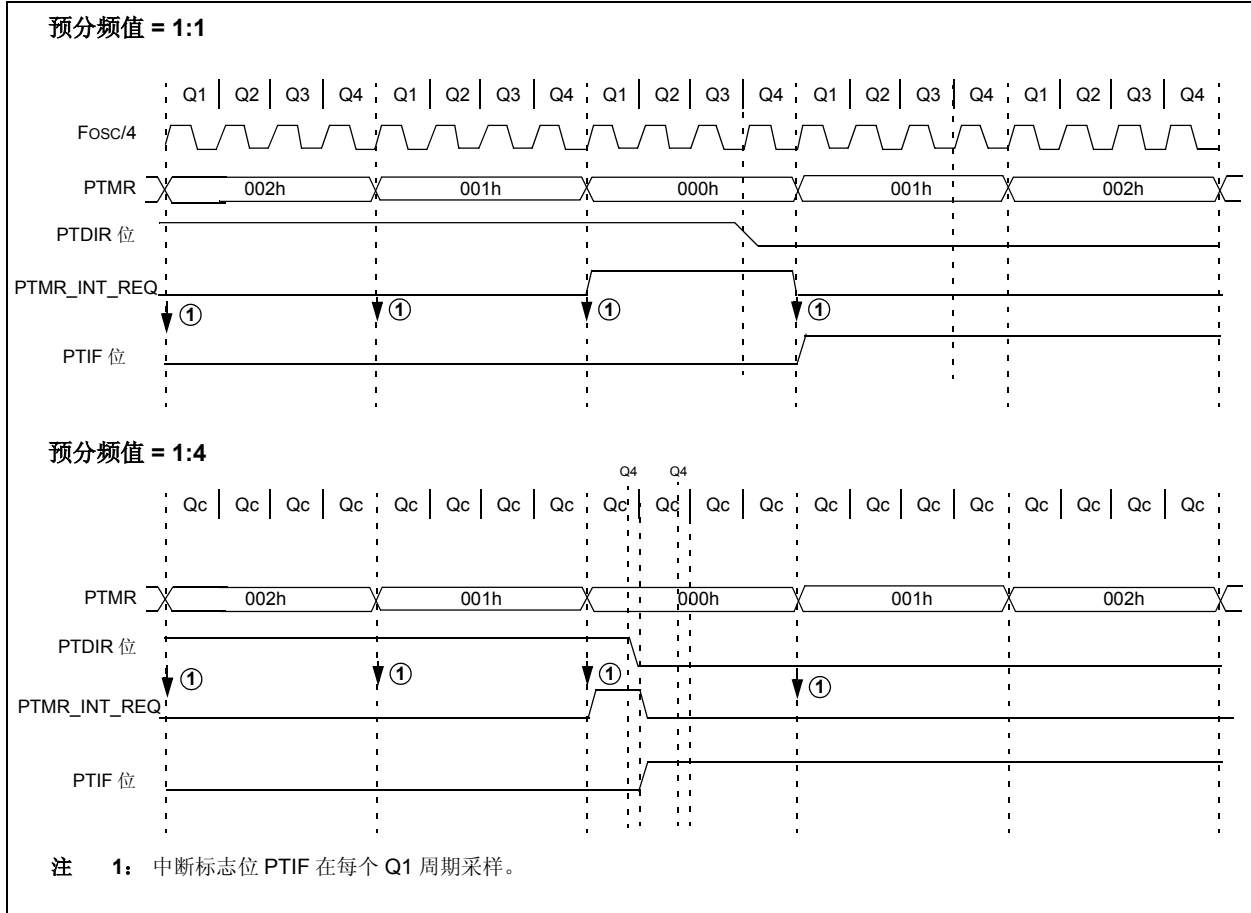 预分频值 = 1:1
Q1 Q2 Q3 Q4 Q1 Q2 Q3 Q4 Q1 Q2 Q3 Q4 Q1 Q2 Q3 Q4 Q1 Q2 Q3 Q4
FOSC/4
PTMR 002h 001h 000h 001h 002h
PTDIR 位
PTMR_INT_REQ
① ① ① ①
PTIF 位
预分频值 = 1:4
Q4 Q4
Qc Qc Qc Qc Qc Qc Qc Qc Qc Qc Qc Qc Qc Qc Qc Qc Qc Qc Qc Qc
PTMR 002h 001h 000h 001h 002h
PTDIR 位
① ① ① ①
PTMR_INT_REQ
PTIF 位
注 1: 中断标志位 PTIF 在每个 Q1 周期采样。